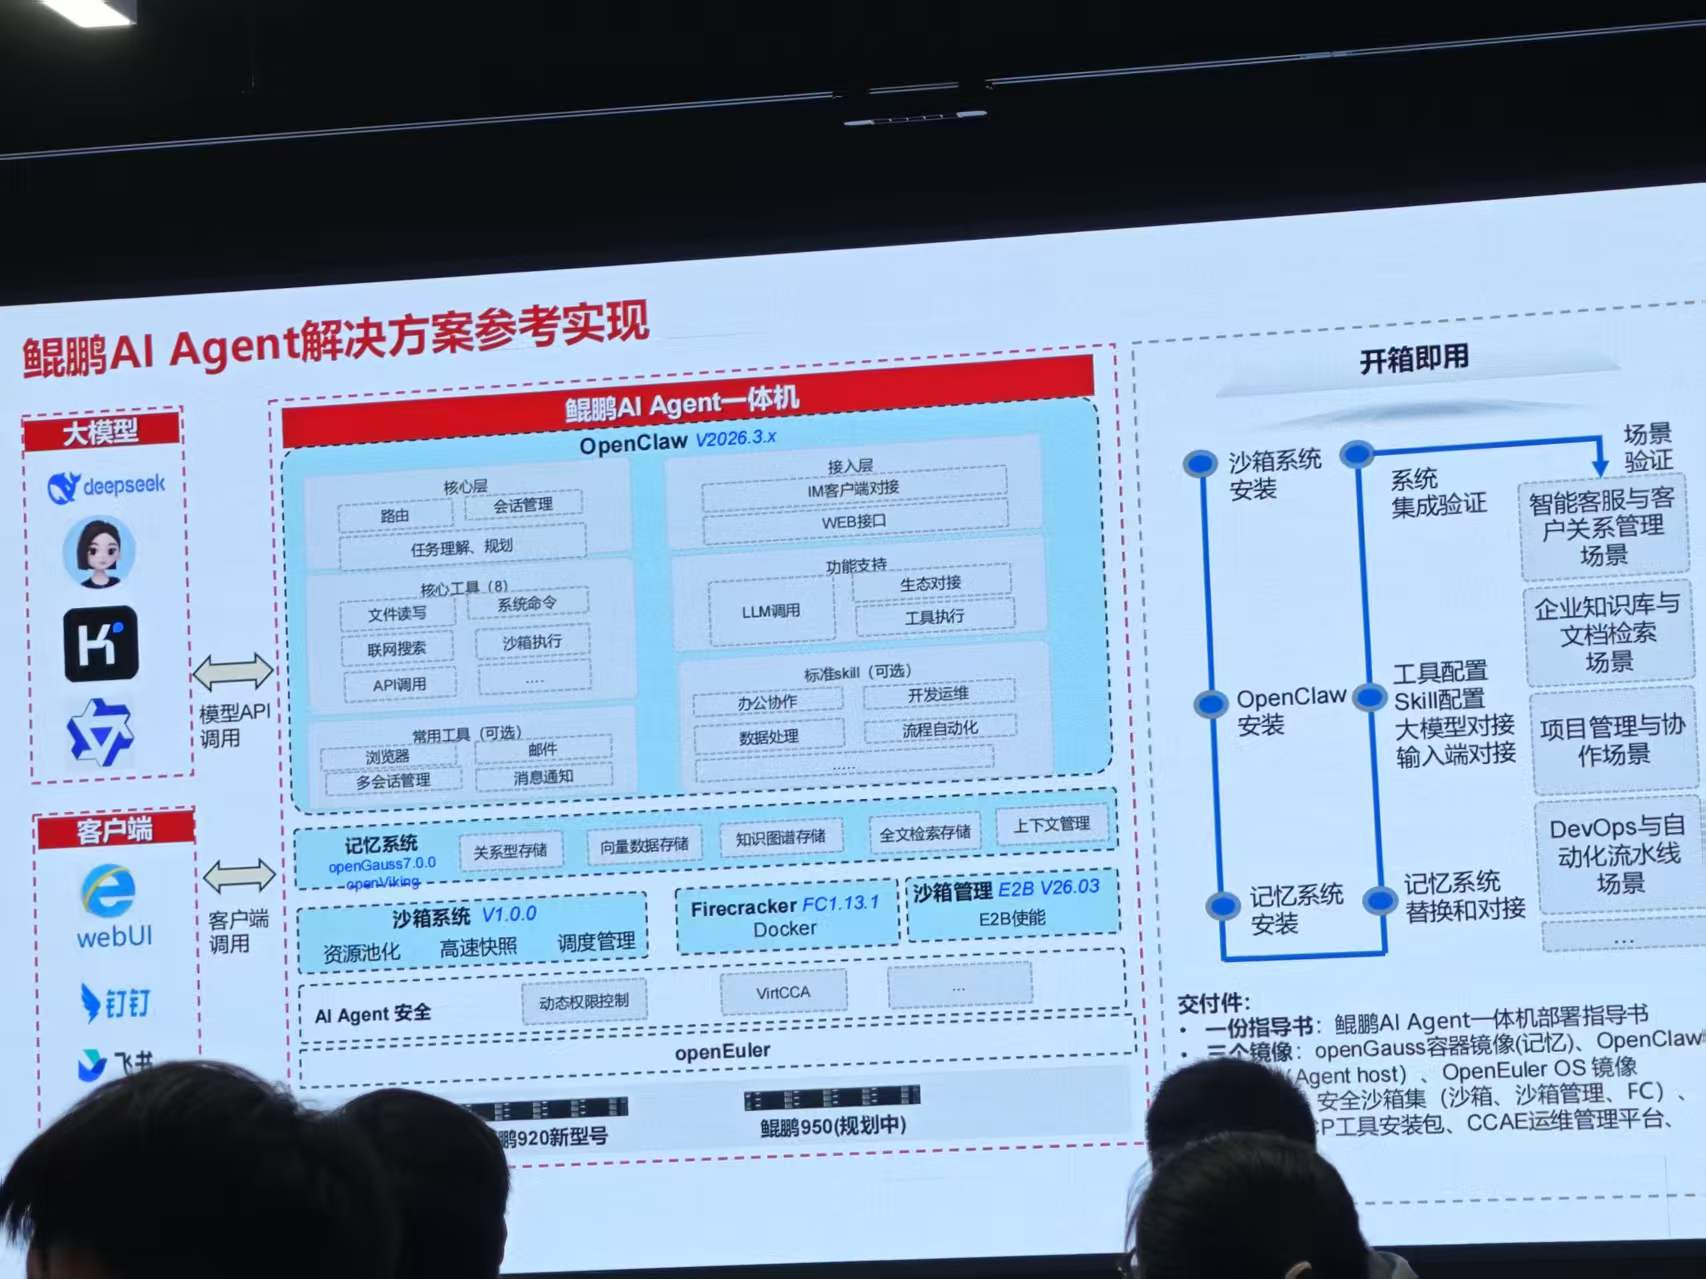 鲲鹏AI Agent解决方案参考实现
大模型
deepseek
模型API
调用
客户端
webUI
钉钉
飞书
客户端
调用
鲲鹏AI Agent一体机
OpenClaw V2026.3.x
核心层
路由
会话管理
任务理解、规划
核心工具（8）
文件读写
系统命令
联网搜索
沙箱执行
API调用
....
常用工具（可选）
浏览器
邮件
多会话管理
消息通知
接入层
IM客户端对接
WEB接口
功能支持
LLM调用
生态对接
工具执行
标准skill（可选）
办公协作
开发运维
数据处理
流程自动化
.....
记忆系统
openGauss7.0.0
openViking
关系型存储
向量数据存储
知识图谱存储
全文检索存储
上下文管理
沙箱系统 V1.0.0
资源池化 高速快照 调度管理
Firecracker FC1.13.1
Docker
沙箱管理 E2B V26.03
E2B使能
AI Agent 安全
动态权限控制
VirtCCA
...
openEuler
鹏920新型号
鲲鹏950(规划中)
开箱即用
沙箱系统
安装
OpenClaw
安装
记忆系统
安装
系统
集成验证
工具配置
Skill配置
大模型对接
输入端对接
记忆系统
替换和对接
场景
验证
智能客服与客
户关系管理
场景
企业知识库与
文档检索
场景
项目管理与协
作场景
DevOps与自
动化流水线
场景
...
交付件：
• 一份指导书：鲲鹏AI Agent一体机部署指导书
• 三个镜像：openGauss容器镜像(记忆)、OpenClaw
（Agent host）、OpenEuler OS 镜像
安全沙箱集（沙箱、沙箱管理、FC）、
CP工具安装包、CCAE运维管理平台、